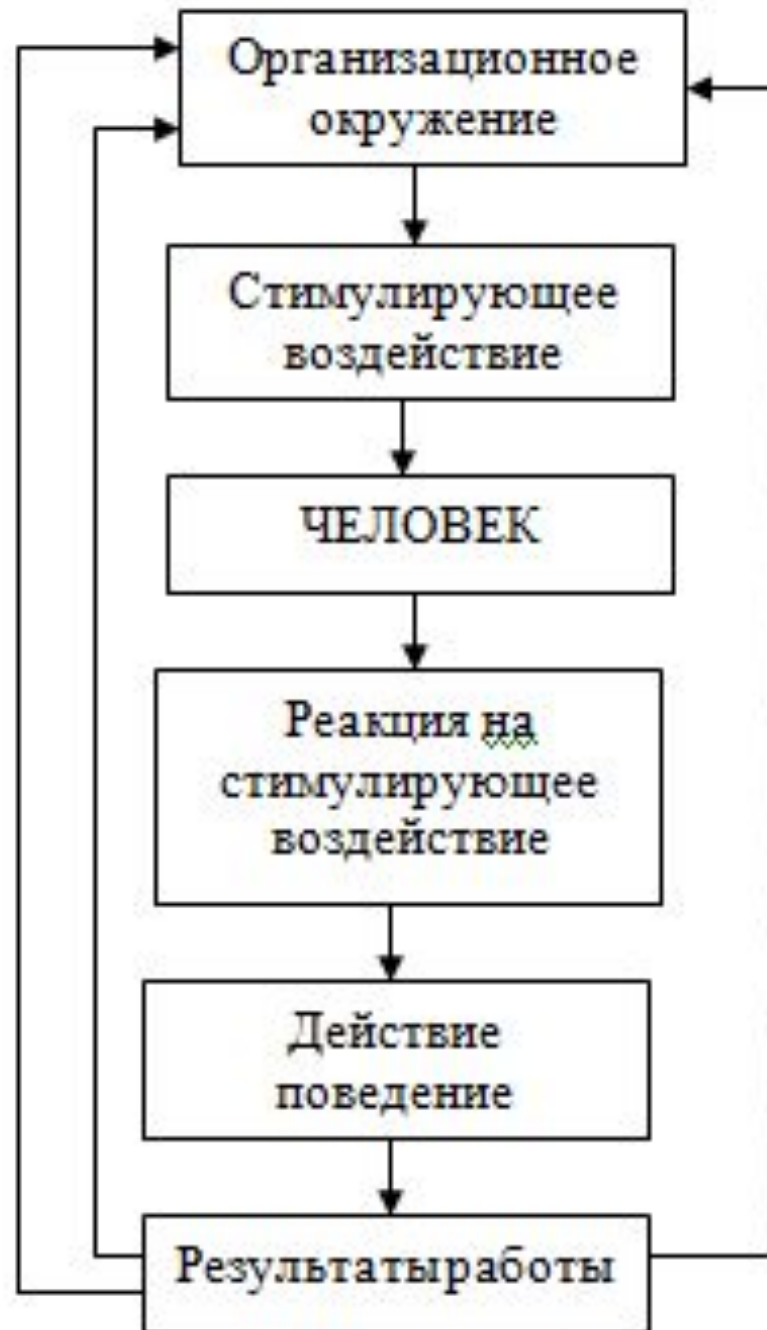 Организационное
окружение
Стимулирующее
воздействие
ЧЕЛОВЕК
Реакция на
стимулирующее
воздействие
Действие
поведение
Результатыработы